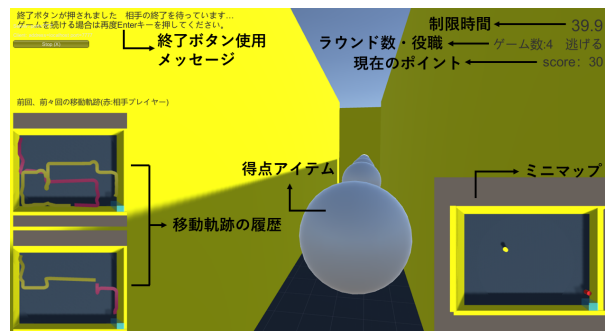 終了ボタンが押されました 相手の終了を待っています...
ゲームを続ける場合は再度Enterキーを押してください。
Stop (A)
終了ボタン使用
メッセージ
制限時間
39.9
ラウンド数・役職
ゲーム数:4 逃げる
現在のポイント
score: 30
前回、前々回の移動軌跡(赤:相手プレイヤー)
得点アイテム
ミニマップ
移動軌跡の履歴